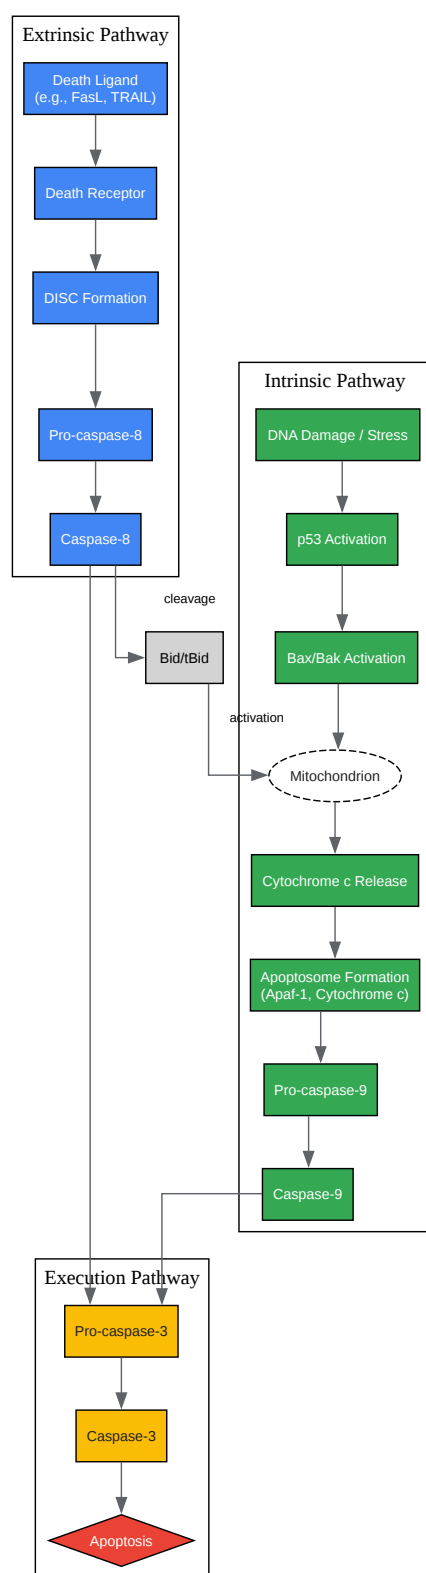 Extrinsic Pathway
Death Ligand
(e.g., FasL, TRAIL)
Death Receptor
DISC Formation
Pro-caspase-8
Caspase-8
cleavage
Bid/tBid
activation
Intrinsic Pathway
DNA Damage / Stress
p53 Activation
Bax/Bak Activation
Mitochondrion
Cytochrome c Release
Apoptosome Formation
(Apaf-1, Cytochrome c)
Pro-caspase-9
Caspase-9
Execution Pathway
Pro-caspase-3
Caspase-3
Apoptosis